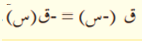 ق (-س) = -ق(س)